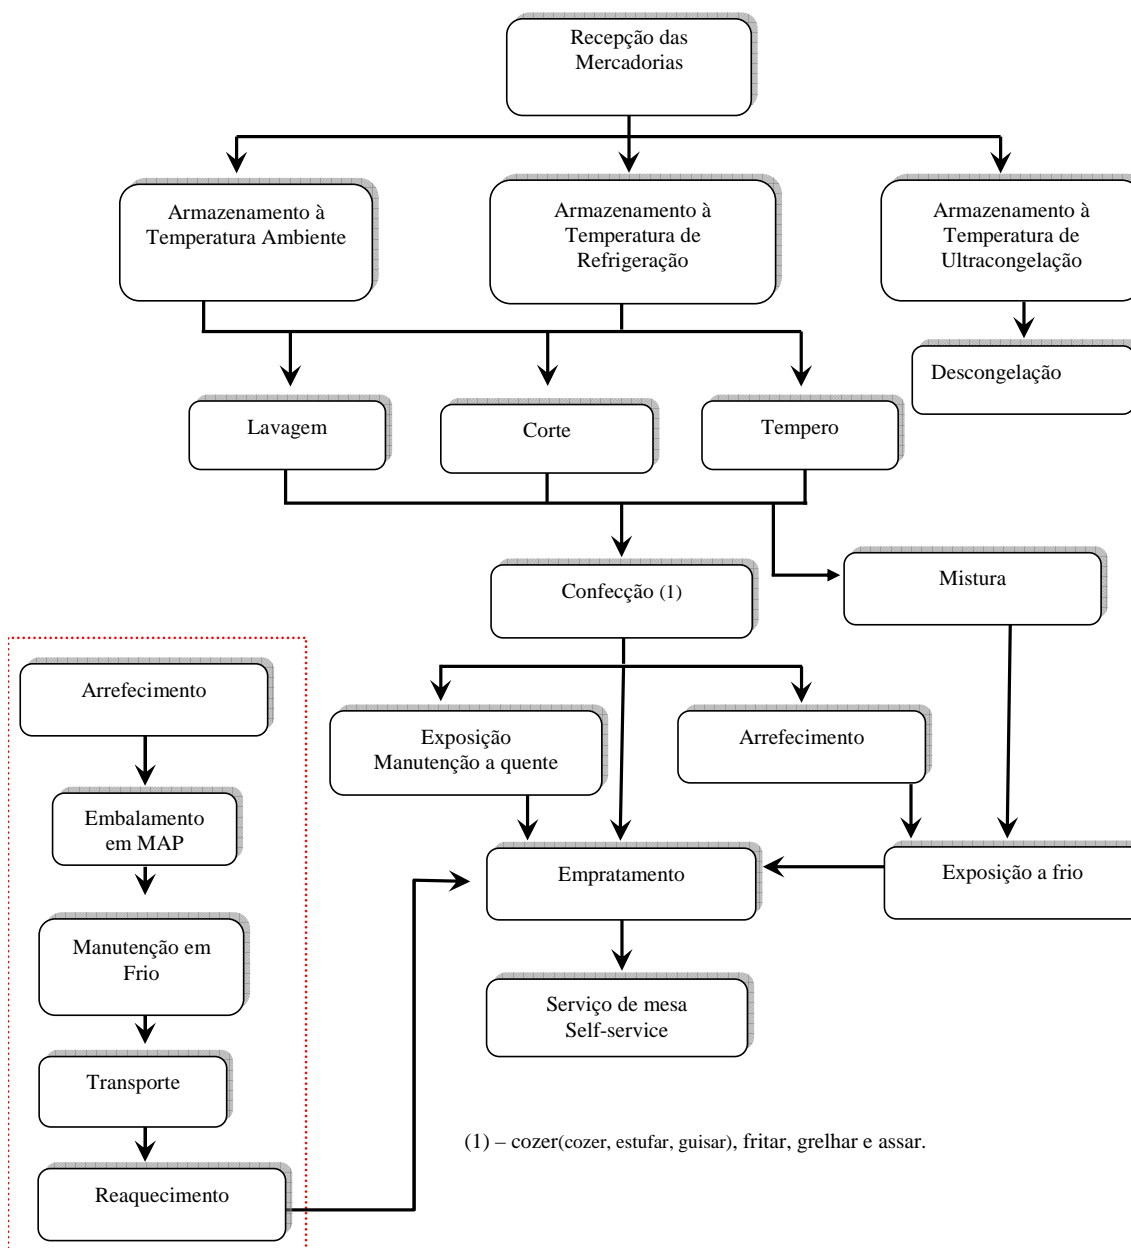 Recepção das
Mercadorias
Armazenamento à
Temperatura Ambiente
Armazenamento à
Temperatura de
Refrigeração
Armazenamento à
Temperatura de
Ultracongelação
Descongelação
Lavagem
Corte
Tempero
Confecção (1)
Mistura
Arrefecimento
Exposição
Manutenção a quente
Arrefecimento
Embalamento
em MAP
Empratamento
Exposição a frio
Manutenção em
Frio
Serviço de mesa
Self-service
Transporte
(1) – cozer(cozer, estufar, guisar), fritar, grelhar e assar.
Reaquecimento